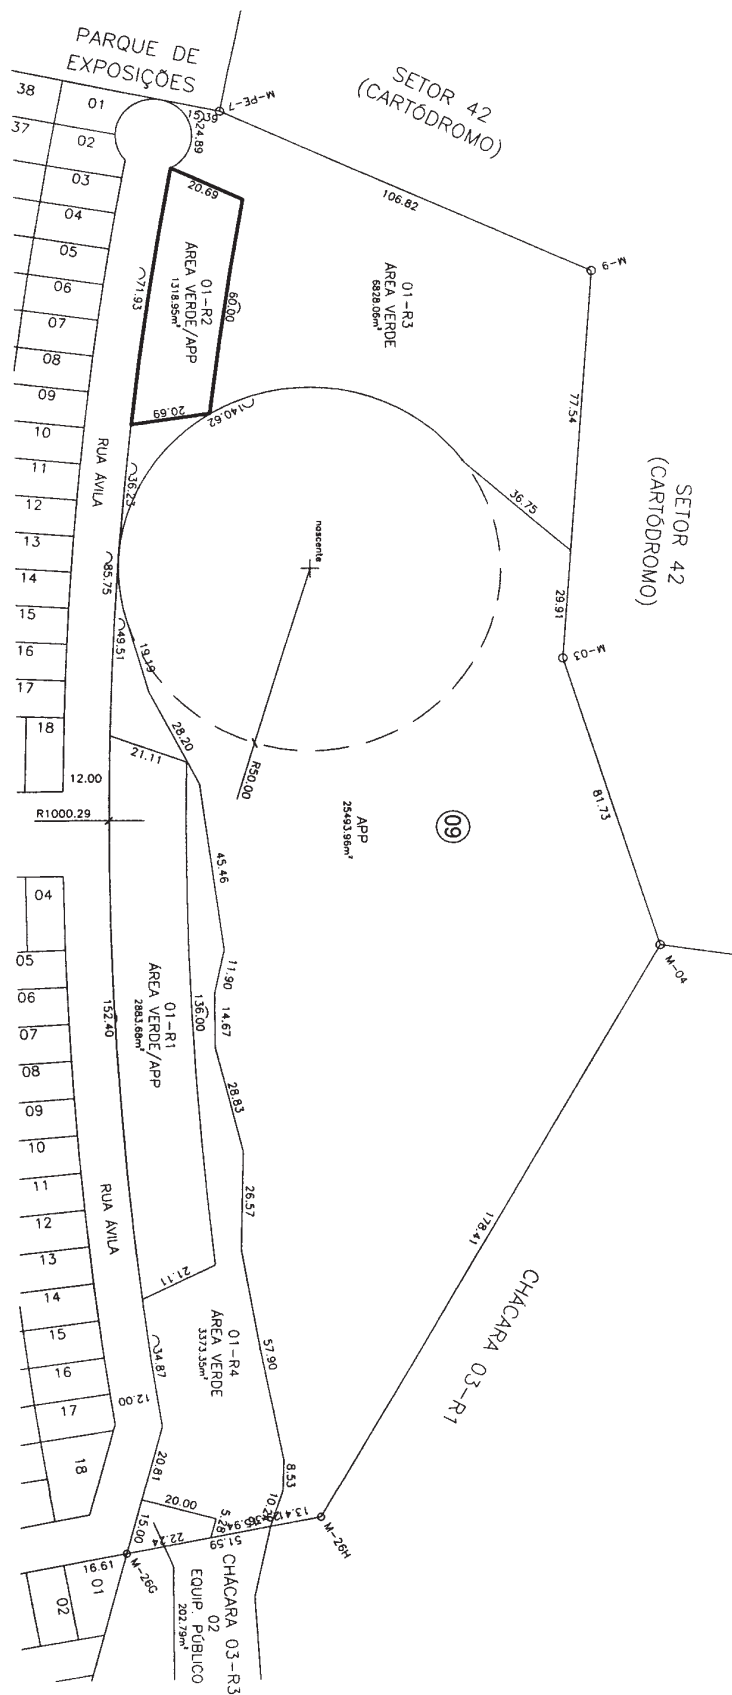 PARQUE DE
EXPOSIÇÕES
SETOR 42
(CARTÓDROMO)
M-PE-7
15.39
24.89
38
37
01
02
03
04
05
06
07
08
09
10
11
12
13
14
15
16
17
18
20.69
106.82
M-9
01-R2
ÁREA VERDE/APP
1318.95m²
71.93
60.00
20.69
01-R3
ÁREA VERDE
6828.06m²
77.54
140.62
RUA ÁVILA
36.23
36.75
SETOR 42
(CARTÓDROMO)
nascente
85.75
29.91
49.51
19.19
M-03
28.20
21.11
R50.00
12.00
R1000.29
81.73
APP
25493.96m²
09
45.46
04
05
06
07
08
09
10
11
12
13
14
15
16
17
18
M-04
11.90
14.67
01-R1
ÁREA VERDE/APP
2883.68m²
136.00
152.40
28.83
26.57
RUA ÁVILA
178.41
21.11
CHÁCARA 03-R1
01-R4
ÁREA VERDE
3373.35m²
57.90
34.87
12.00
20.81
8.53
10.29
13.41
20.00
5.28
51.59
22.24
15.00
M-26H
M-26G
16.61
01
02
CHÁCARA 03-R3
02
EQUIP. PÚBLICO
202.79m²